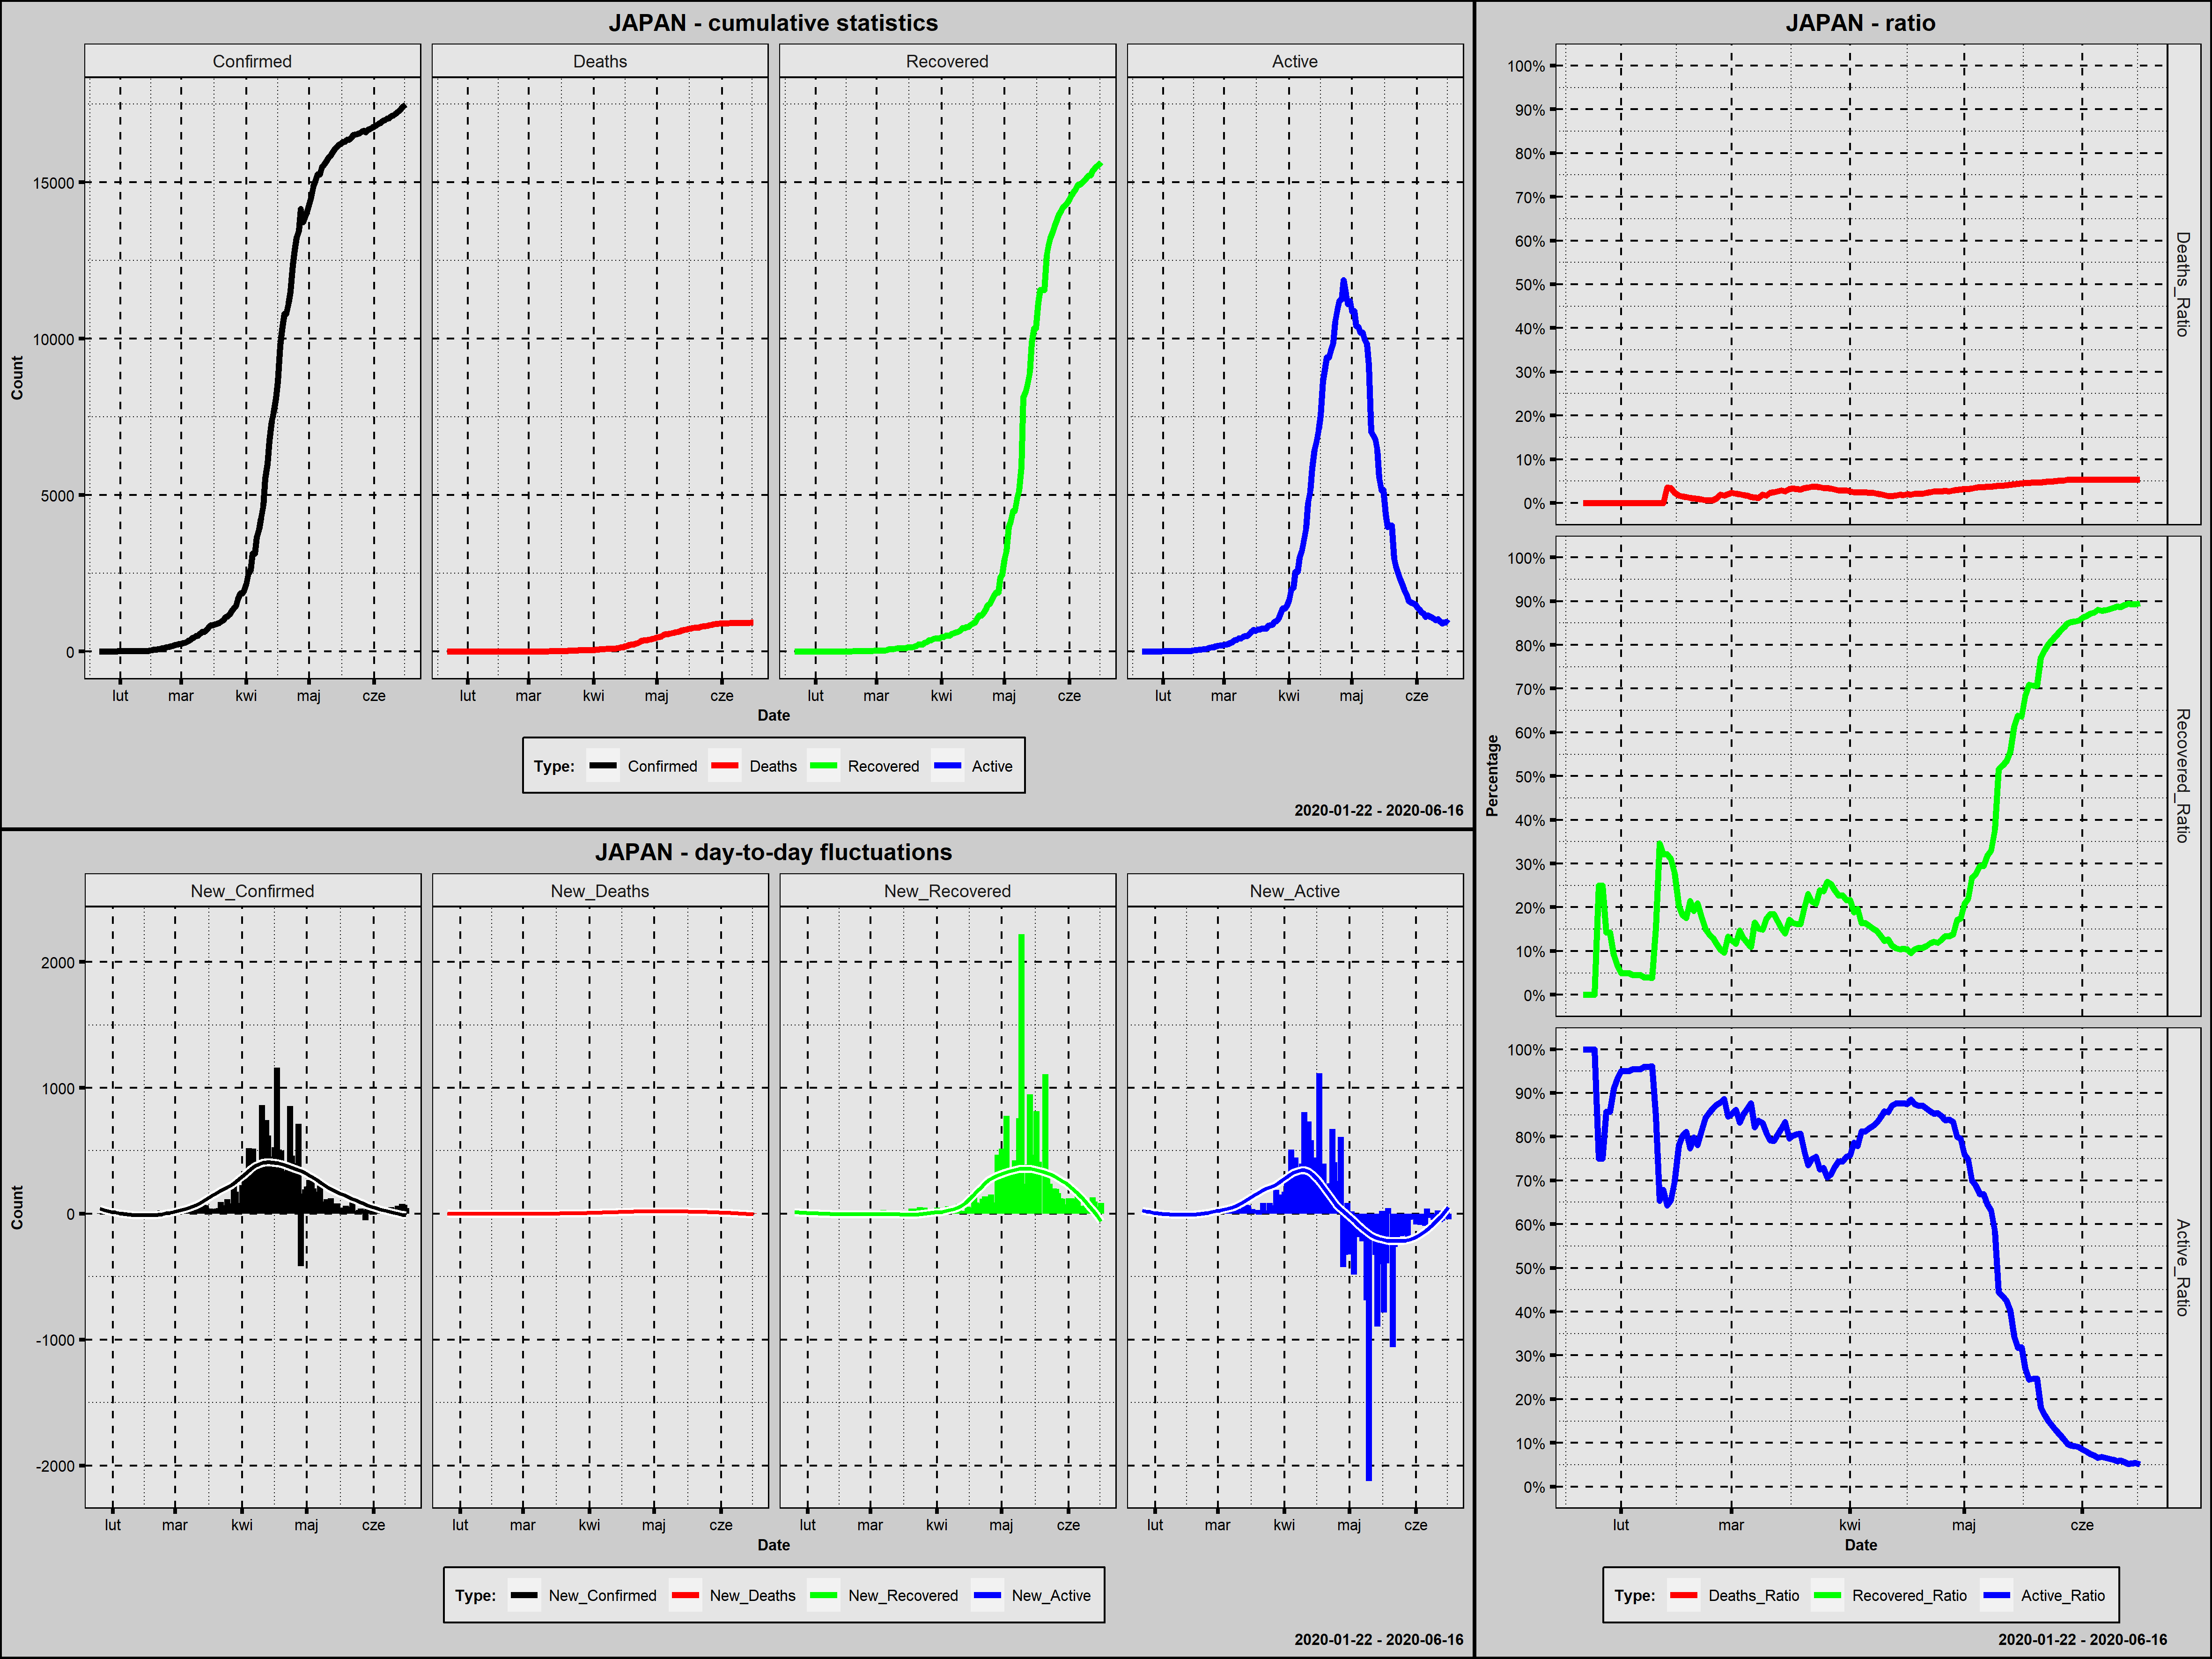 JAPAN - cumulative statistics
Confirmed Deaths Recovered Active
Count
15000
10000
5000
0
lut mar kwi maj cze lut mar kwi maj cze lut mar kwi maj cze lut mar kwi maj cze
Date
Type: Confirmed Deaths Recovered Active
2020-01-22 - 2020-06-16
JAPAN - day-to-day fluctuations
New_Confirmed New_Deaths New_Recovered New_Active
Count
2000
1000
0
-1000
-2000
lut mar kwi maj cze lut mar kwi maj cze lut mar kwi maj cze lut mar kwi maj cze
Date
Type: New_Confirmed New_Deaths New_Recovered New_Active
2020-01-22 - 2020-06-16
JAPAN - ratio
Percentage
100%
90%
80%
70%
60%
50%
40%
30%
20%
10%
0%
Deaths_Ratio
100%
90%
80%
70%
60%
50%
40%
30%
20%
10%
0%
Recovered_Ratio
100%
90%
80%
70%
60%
50%
40%
30%
20%
10%
0%
Active_Ratio
lut mar kwi maj cze
Date
Type: Deaths_Ratio Recovered_Ratio Active_Ratio
2020-01-22 - 2020-06-16